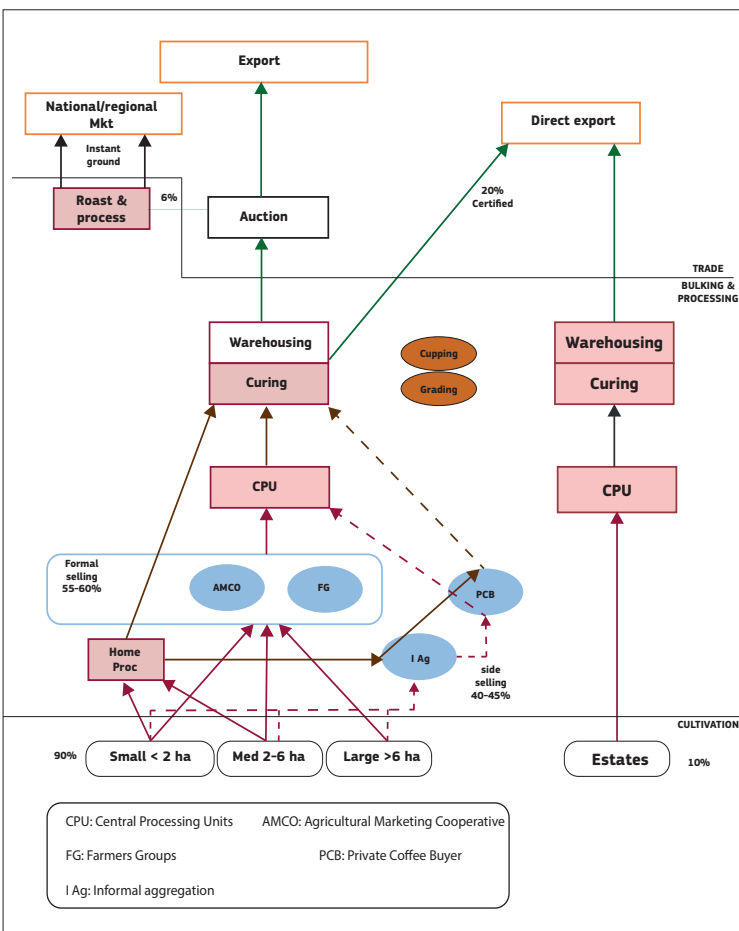 Export
National/regional
Mkt
Direct export
Instant
ground
Roast &
process
6%
Auction
20%
Certified
TRADE
BULKING &
PROCESSING
Warehousing
Curing
Cupping
Grading
Warehousing
Curing
CPU
CPU
Formal
selling
55-60%
AMCO
FG
PCB
Home
Proc
I Ag
side
selling
40-45%
CULTIVATION
90%
Small < 2 ha
Med 2-6 ha
Large >6 ha
Estates
10%
CPU: Central Processing Units
AMCO: Agricultural Marketing Cooperative
FG: Farmers Groups
PCB: Private Coffee Buyer
I Ag: Informal aggregation